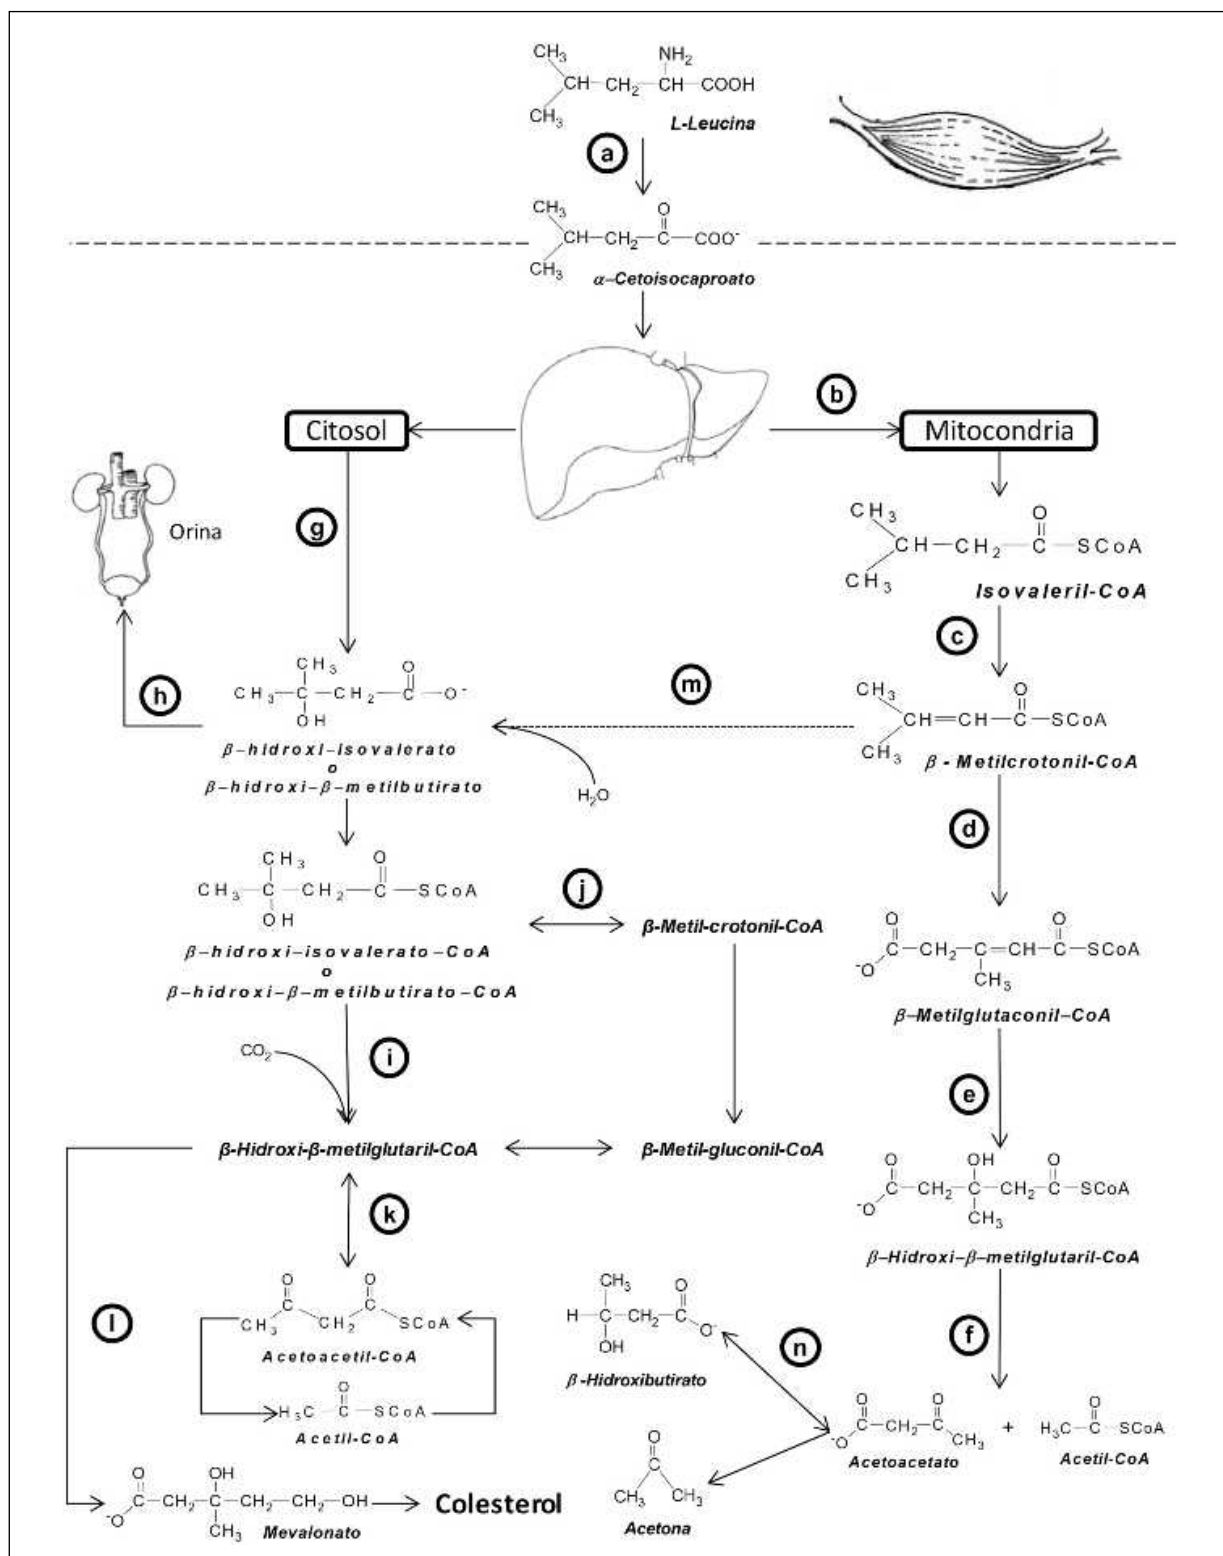 CH₃
NH₂
CH—CH₂—CH—COOH
CH₃
L-Leucina
a
CH₃
O
CH—CH₂—C—COO⁻
CH₃
α–Cetoisocaproato
b
Citosol
Mitocondria
Orina
g
CH₃
O
CH—CH₂—C—SCoA
CH₃
Isovaleril-CoA
c
h
CH₃
O
CH₃—C—CH₂—C—O⁻
OH
β–hidroxi–isovalerato
o
β–hidroxi–β–metilbutirato
m
H₂O
CH₃
O
CH=CH—C—SCoA
CH₃
β - Metilcrotonil-CoA
d
CH₃
O
CH₃—C—CH₂—C—SCoA
OH
β–hidroxi–isovalerato–CoA
o
β–hidroxi–β–metilbutirato–CoA
j
β-Metil-crotonil-CoA
O
O
⁻O
C—CH₂—C=CH—C—SCoA
CH₃
β–Metilglutaconil–CoA
CO₂
i
e
β-Hidroxi-β-metilglutaril-CoA
β-Metil-gluconil-CoA
O
OH
O
C—CH₂—C—CH₂—C—SCoA
⁻O
CH₃
β–Hidroxi–β–metilglutaril-CoA
k
l
O
O
C
C
CH₃
CH₂
SCoA
Acetoacetil-CoA
O
H₃C—C—SCoA
Acetil-CoA
CH₃
O
H—C—CH₂—C
O⁻
OH
β-Hidroxibutirato
n
f
O
O
C—CH₂—C
⁻O
CH₃
Acetoacetato
+
O
H₃C—C—SCoA
Acetil-CoA
O
C
CH₃
CH₃
Acetona
O
OH
C—CH₂—C—CH₂—CH₂—OH
⁻O
CH₃
Mevalonato
Colesterol